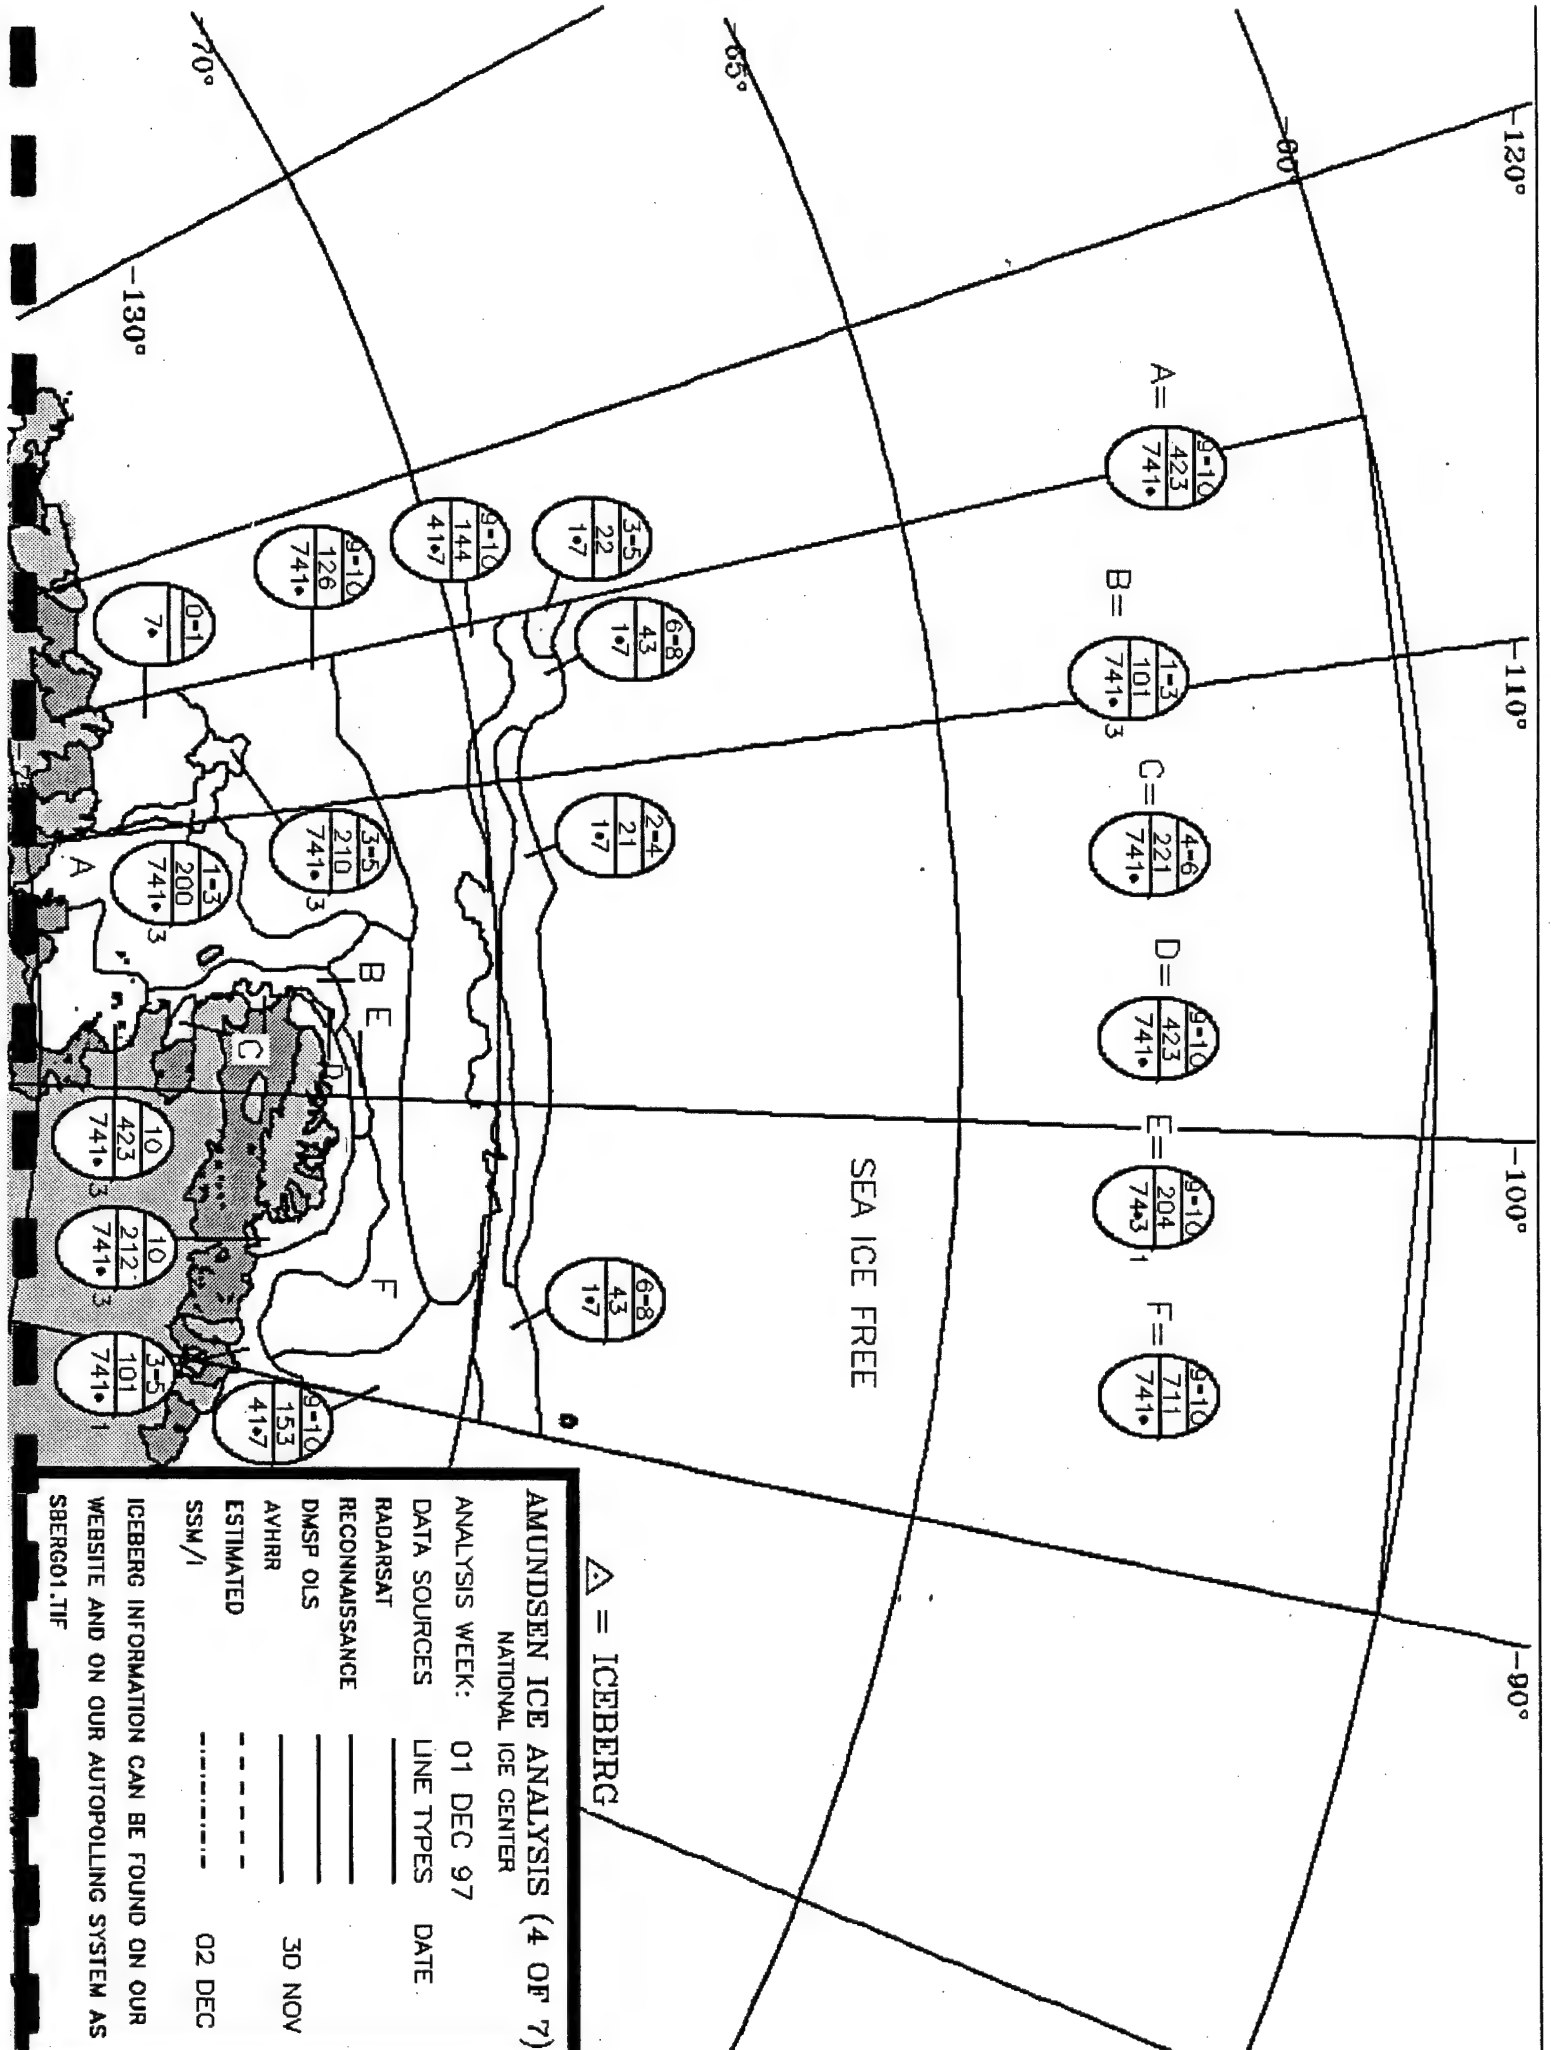 -120°
-110°
-100°
-90°
-60°
-65°
-70°
-130°
A=
9-10
423
741•
B=
1-3
101
741•
3
C=
4-6
221
741•
D=
9-10
423
741•
E=
9-10
204
74•3
1
F=
9-10
711
741•
SEA ICE FREE
6-8
43
1•7
3-5
22
1•7
2-4
21
1•7
6-8
43
1•7
9-10
144
41•7
9-10
126
741•
0-1
7•
3-5
210
741•
3
1-3
200
741•
3
A
B
E
C
D
F
10
423
741•
3
10
212
741•
3
3-5
101
741•
1
9-10
153
41•7
△ = ICEBERG
AMUNDSEN ICE ANALYSIS (4 OF 7)
NATIONAL ICE CENTER
ANALYSIS WEEK: 01 DEC 97
DATA SOURCES LINE TYPES DATE
RADARSAT
RECONNAISSANCE
DMSP OLS
AVHRR 30 NOV
ESTIMATED
SSM/I 02 DEC
ICEBERG INFORMATION CAN BE FOUND ON OUR
WEBSITE AND ON OUR AUTOPOLLING SYSTEM AS
SBERG01.TIF